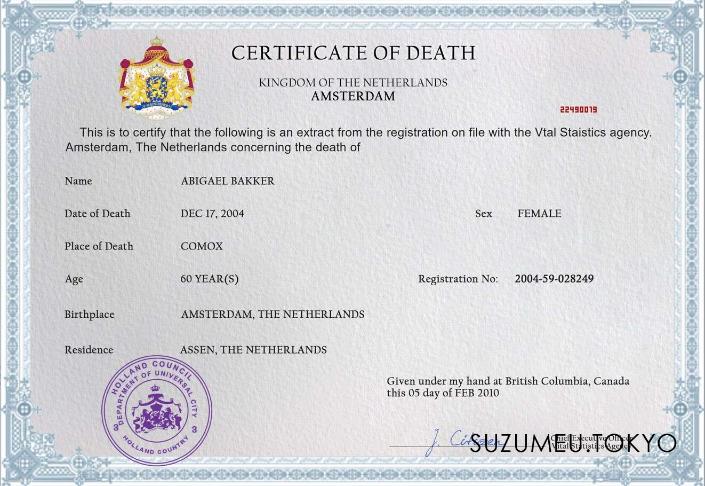 CERTIFICATE OF DEATH
KINGDOM OF THE NETHERLANDS
AMSTERDAM
22490019
This is to certify that the following is an extract from the registration on file with the Vtal Staistics agency.
Amsterdam, The Netherlands concerning the death of
Name ABIGAEL BAKKER
Date of Death DEC 17, 2004 Sex FEMALE
Place of Death COMOX
Age 60 YEAR(S) Registration No: 2004-59-028249
Birthplace AMSTERDAM, THE NETHERLANDS
Residence ASSEN, THE NETHERLANDS
HOLLAND COUNCIL
DEPARTMENT OF UNIVERSAL CITY
3 3
HOLLAND COUNTRY
Given under my hand at British Columbia, Canada
this 05 day of FEB 2010
Chief Executive Officer
Vital Statistics Agency
SUZUMEU.TOKYO